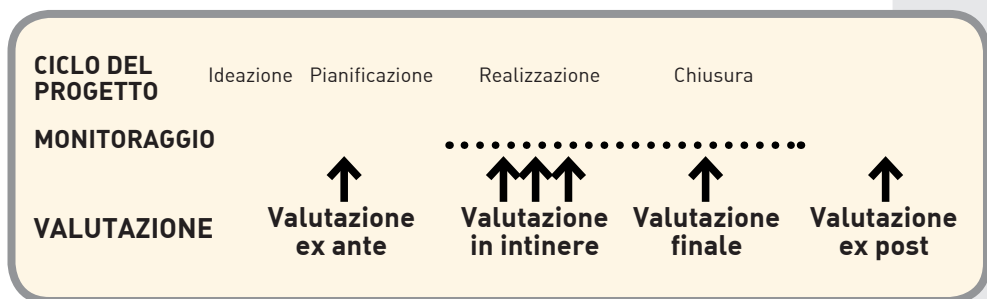 CICLO DEL
PROGETTO
Ideazione Pianificazione Realizzazione Chiusura
MONITORAGGIO
VALUTAZIONE
Valutazione
ex ante
Valutazione
in intinere
Valutazione
finale
Valutazione
ex post